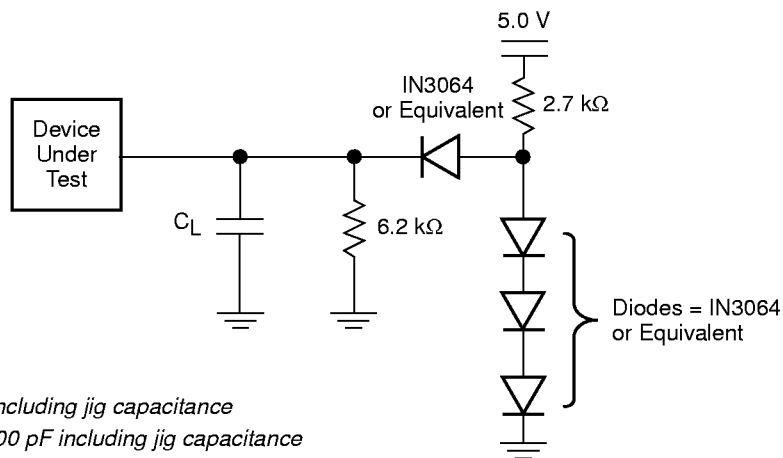 5.0 V
IN3064
or Equivalent
2.7 kΩ
Device
Under
Test
C_L
6.2 kΩ
Diodes = IN3064
or Equivalent
including jig capacitance
00 pF including jig capacitance